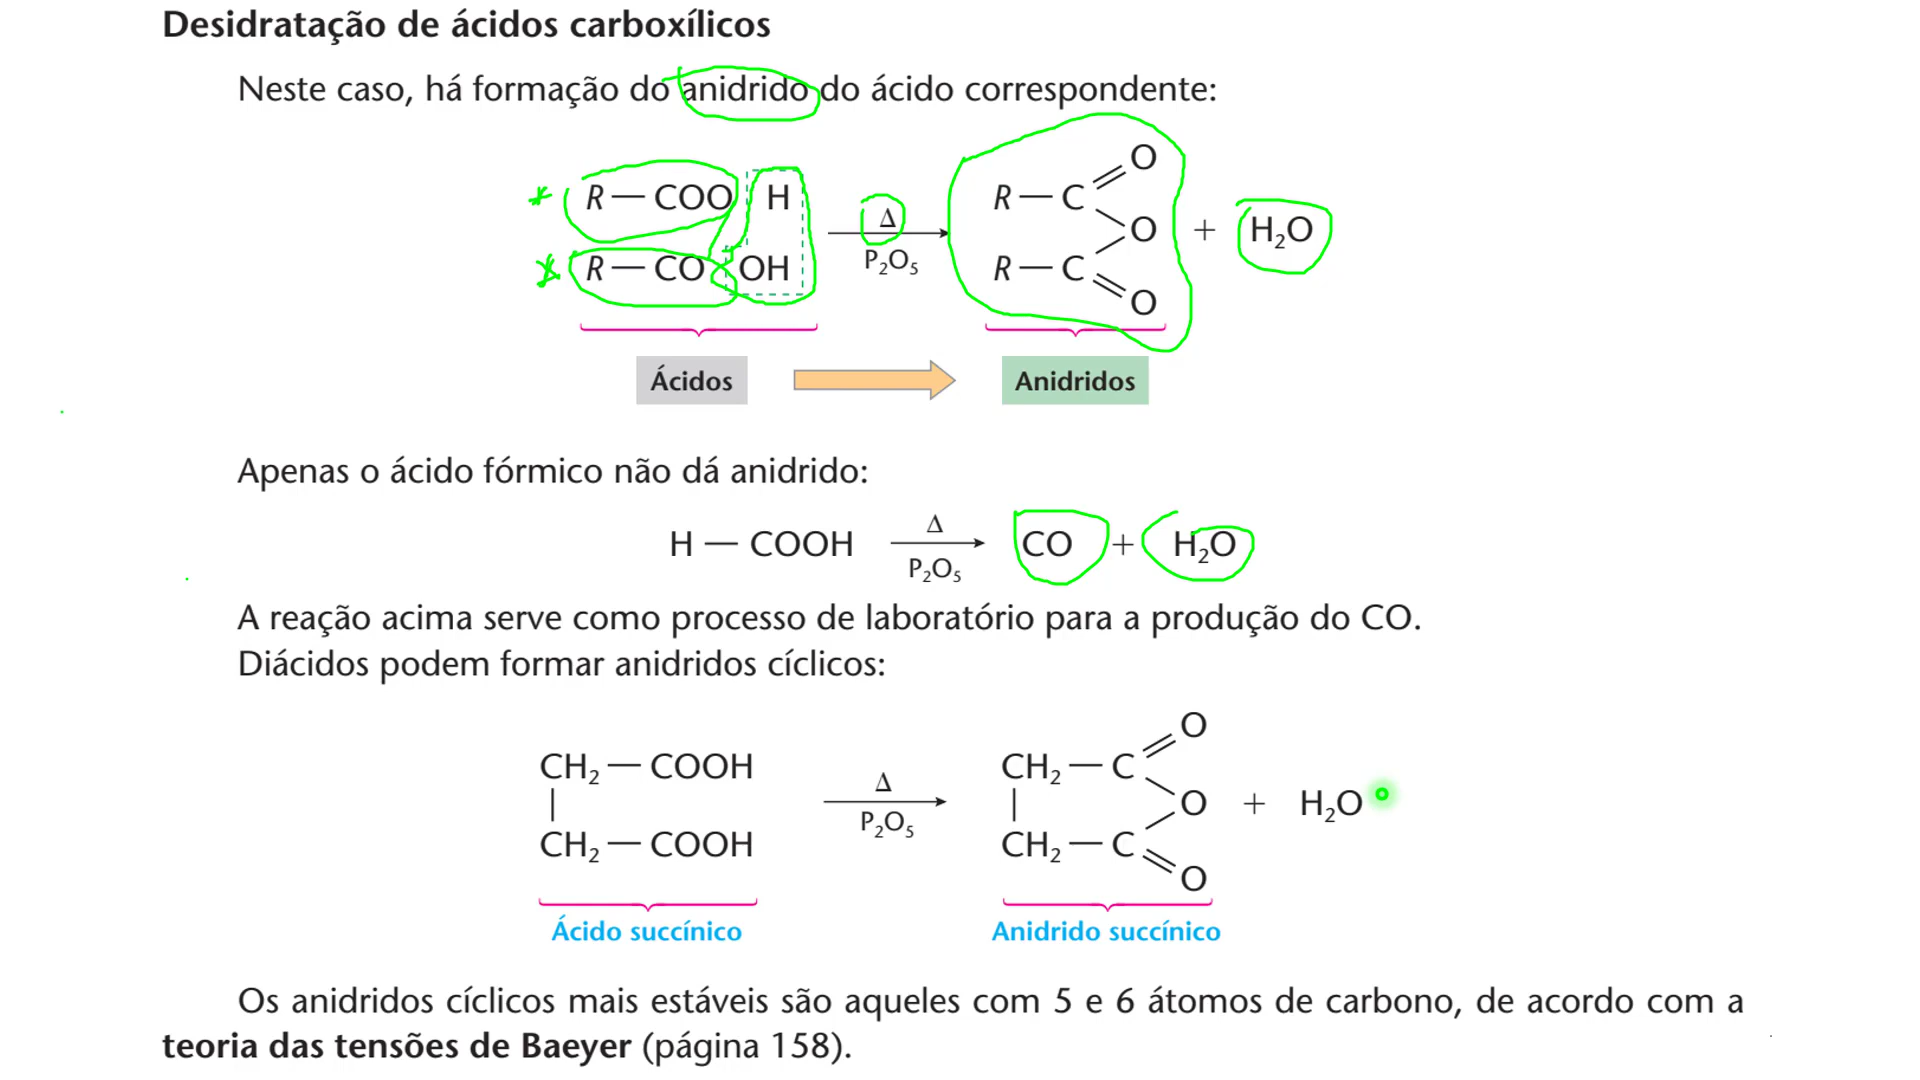 Desidratação de ácidos carboxílicos
Neste caso, há formação do anidrido do ácido correspondente:
R — COO H
R — CO OH
Δ
P₂O₅
R — C
O
O
R — C
O
+ H₂O
Ácidos
Anidridos
Apenas o ácido fórmico não dá anidrido:
H — COOH
Δ
P₂O₅
CO + H₂O
A reação acima serve como processo de laboratório para a produção do CO.
Diácidos podem formar anidridos cíclicos:
CH₂ — COOH
|
CH₂ — COOH
Δ
P₂O₅
O
CH₂ — C
|
O
CH₂ — C
O
+ H₂O
Ácido succínico
Anidrido succínico
Os anidridos cíclicos mais estáveis são aqueles com 5 e 6 átomos de carbono, de acordo com a
teoria das tensões de Baeyer (página 158).